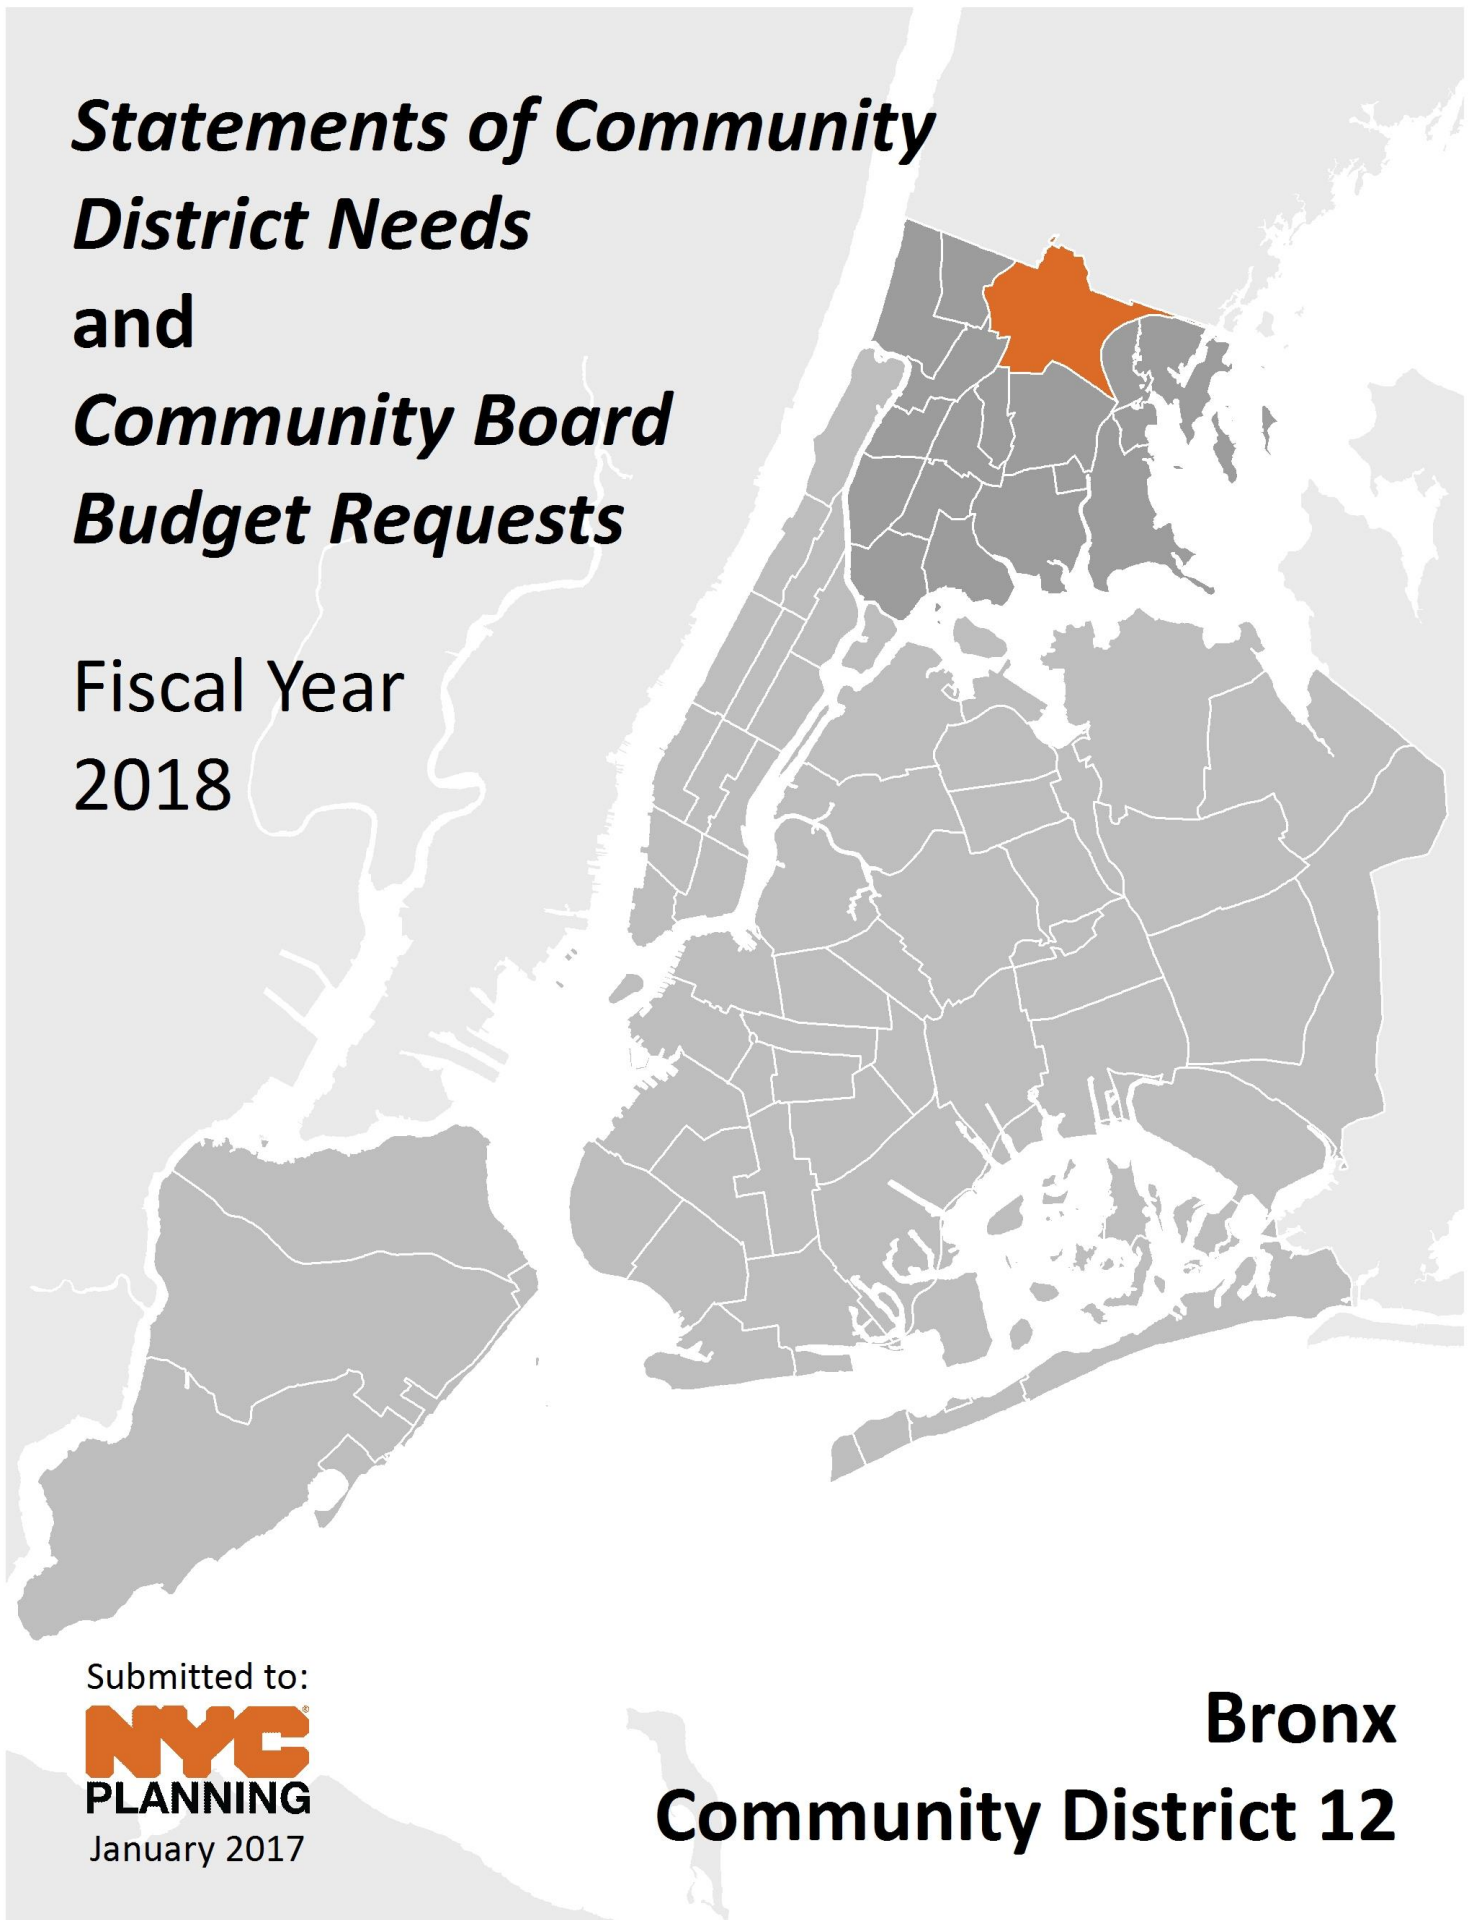 Statements of Community
District Needs
and
Community Board
Budget Requests
Fiscal Year
2018
Submitted to:
NYC®
PLANNING
January 2017
Bronx
Community District 12